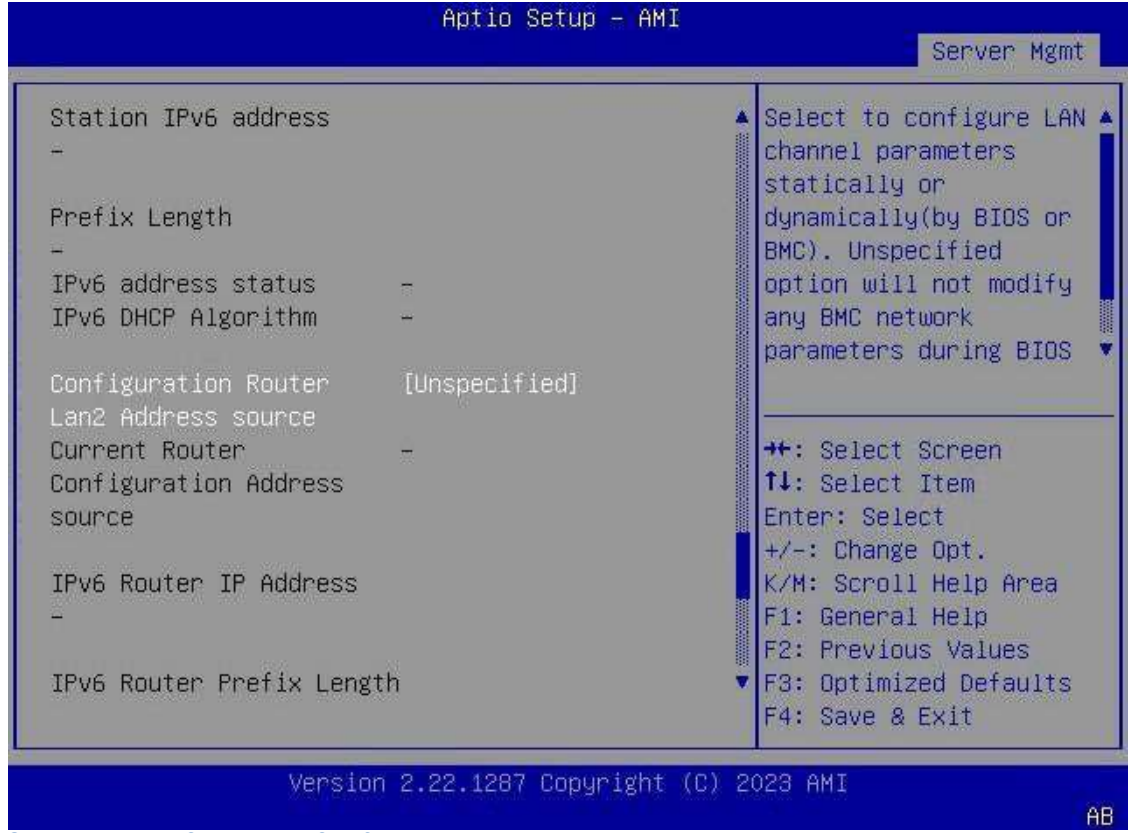 Aptio Setup – AMI
Server Mgmt
Station IPv6 address
–
Prefix Length
–
IPv6 address status –
IPv6 DHCP Algorithm –
Configuration Router [Unspecified]
Lan2 Address source
Current Router –
Configuration Address
source
IPv6 Router IP Address
–
IPv6 Router Prefix Length
Select to configure LAN
channel parameters
statically or
dynamically(by BIOS or
BMC). Unspecified
option will not modify
any BMC network
parameters during BIOS
→←: Select Screen
↑↓: Select Item
Enter: Select
+/-: Change Opt.
K/M: Scroll Help Area
F1: General Help
F2: Previous Values
F3: Optimized Defaults
F4: Save & Exit
Version 2.22.1287 Copyright (C) 2023 AMI
AB